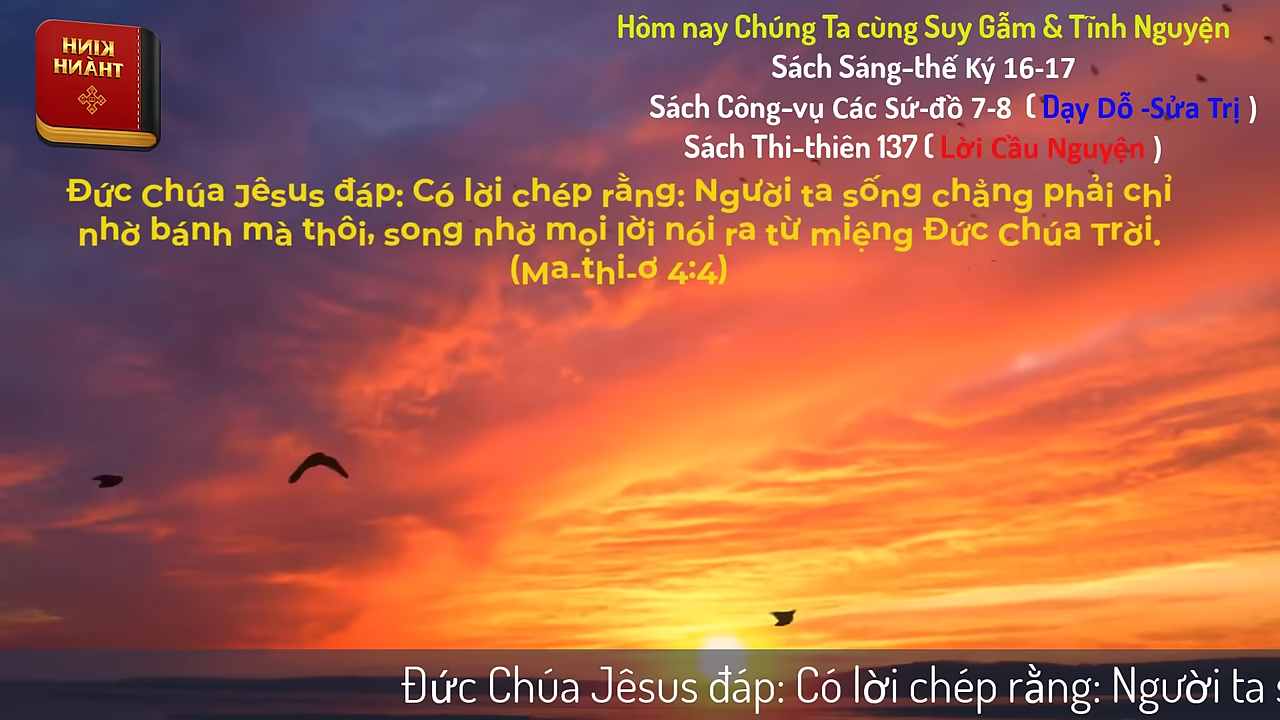 KINH
THÀNH
Hôm nay Chúng Ta cùng Suy Gẫm & Tĩnh Nguyện
Sách Sáng-thế Ký 16-17
Sách Công-vụ Các Sứ-đồ 7-8 ( Dạy Dỗ -Sửa Trị )
Sách Thi-thiên 137 ( Lời Cầu Nguyện )
Đức Chúa Jêsus đáp: Có lời chép rằng: Người ta sống chẳng phải chỉ
nhờ bánh mà thôi, song nhờ mọi lời nói ra từ miệng Đức Chúa Trời.
(Ma-thi-ơ 4:4)
Đức Chúa Jêsus đáp: Có lời chép rằng: Người ta s